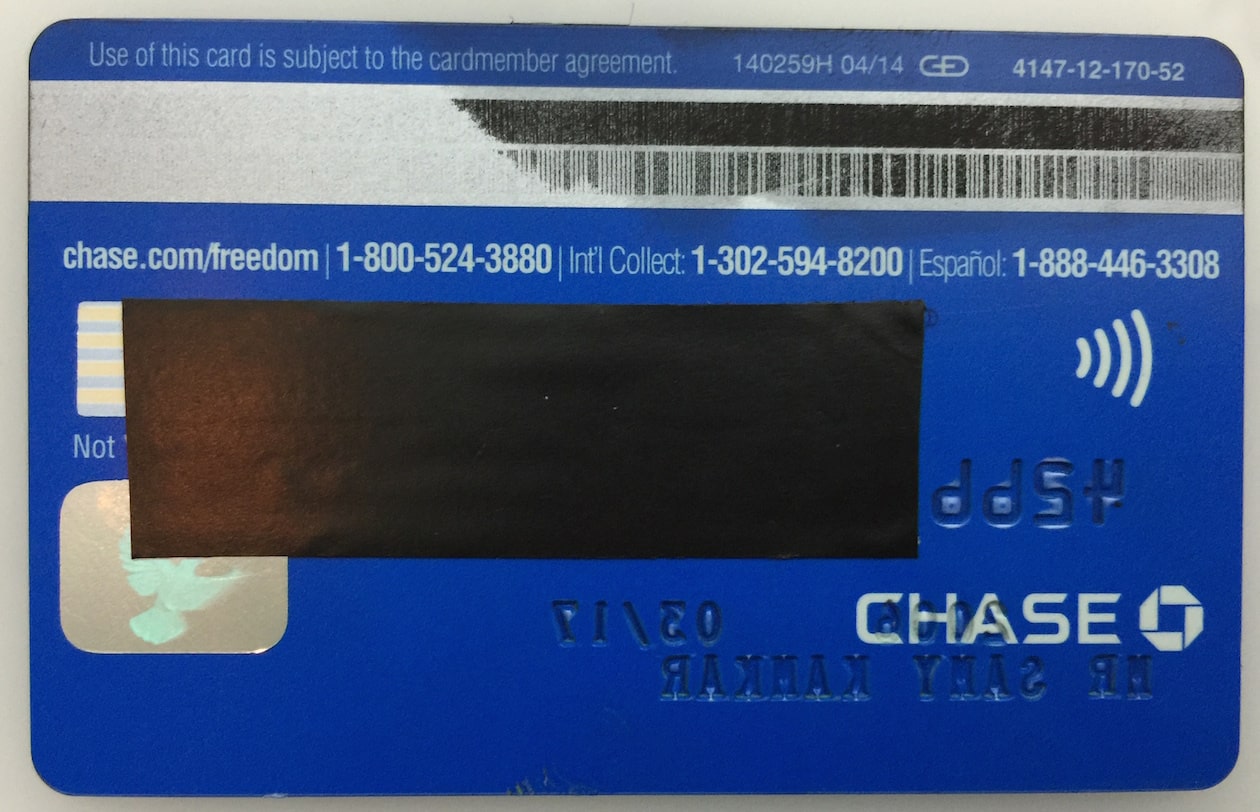 Use of this card is subject to the cardmember agreement. 140259H 04/14 4147-12-170-52
chase.com/freedom | 1-800-524-3880 | Int'l Collect: 1-302-594-8200 | Español: 1-888-446-3308
Not
4266
CHASE
MR SAMY KAMKAR